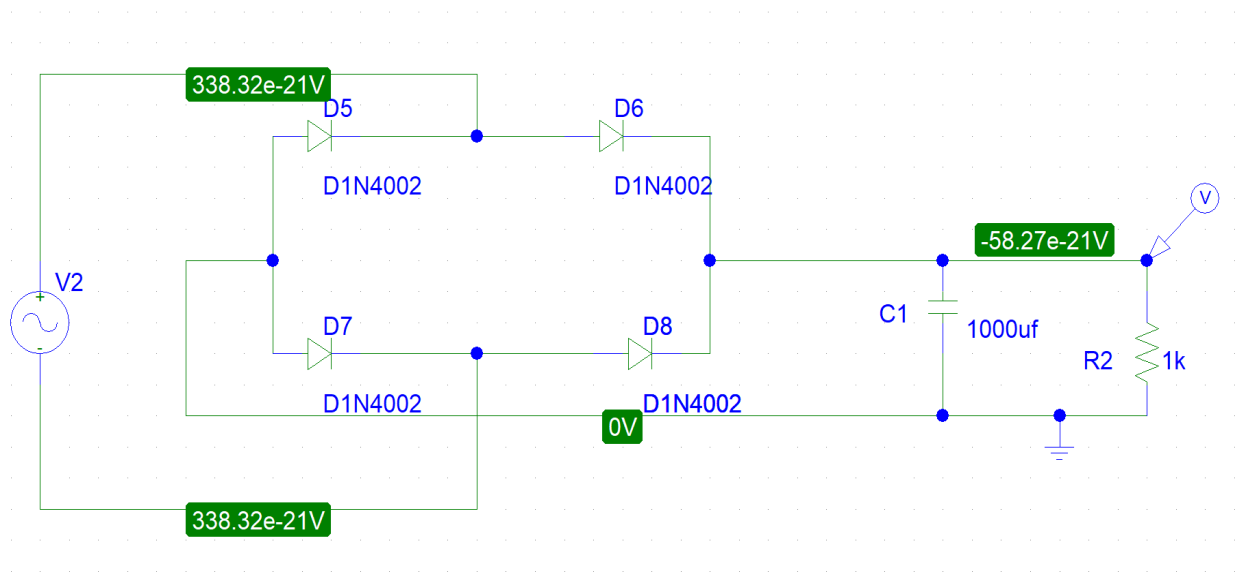 338.32e-21V
D5
D6
D1N4002
D1N4002
V
-58.27e-21V
V2
+
-
C1
1000uf
D7
D8
R2
1k
D1N4002
D1N4002
0V
338.32e-21V